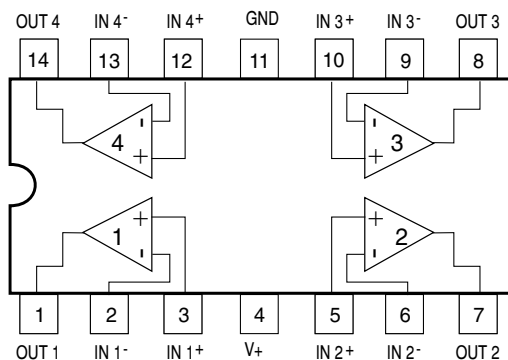 OUT 4 IN 4- IN 4+ GND IN 3+ IN 3- OUT 3
14 13 12 11 10 9 8
- -
4 3
+ +
+ +
1 2
- -
1 2 3 4 5 6 7
OUT 1 IN 1- IN 1+ V+ IN 2+ IN 2- OUT 2